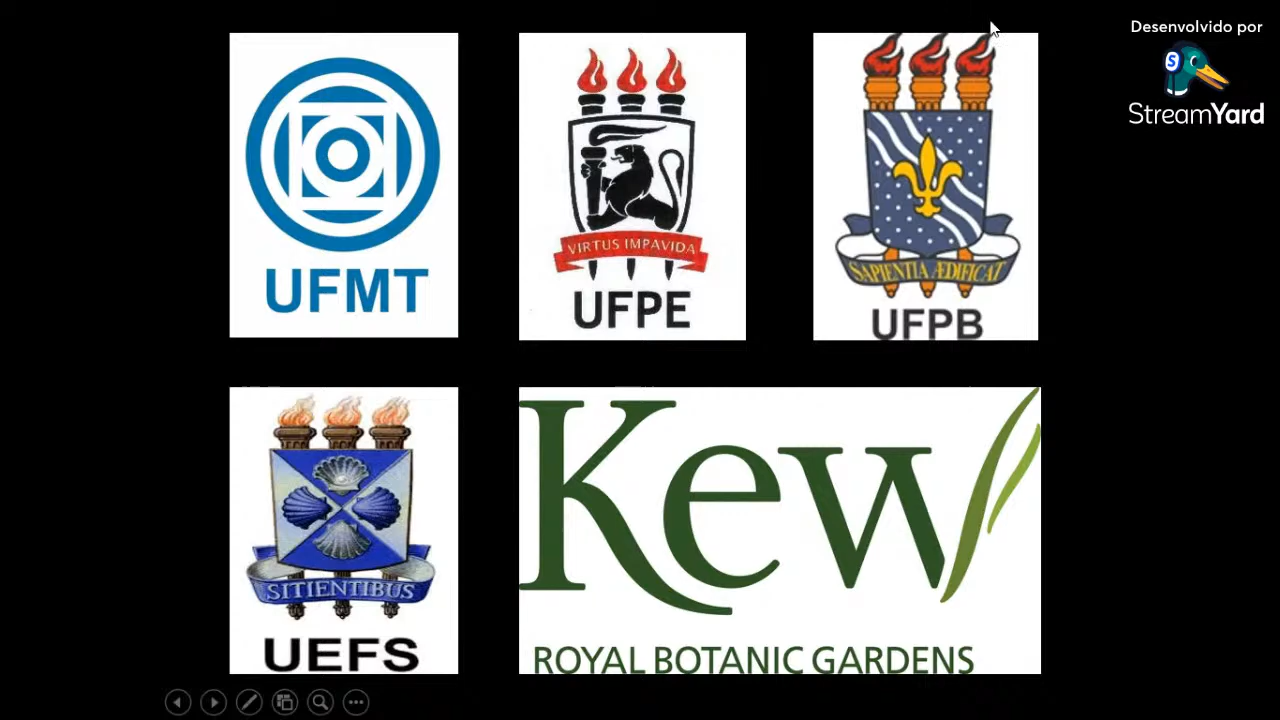 Desenvolvido por
S
StreamYard
UFMT
VIRTUS IMPAVIDA
UFPE
SAPIENTIA ÆDIFICAT
UFPB
SITIENTIBUS
UEFS
Kew
ROYAL BOTANIC GARDENS